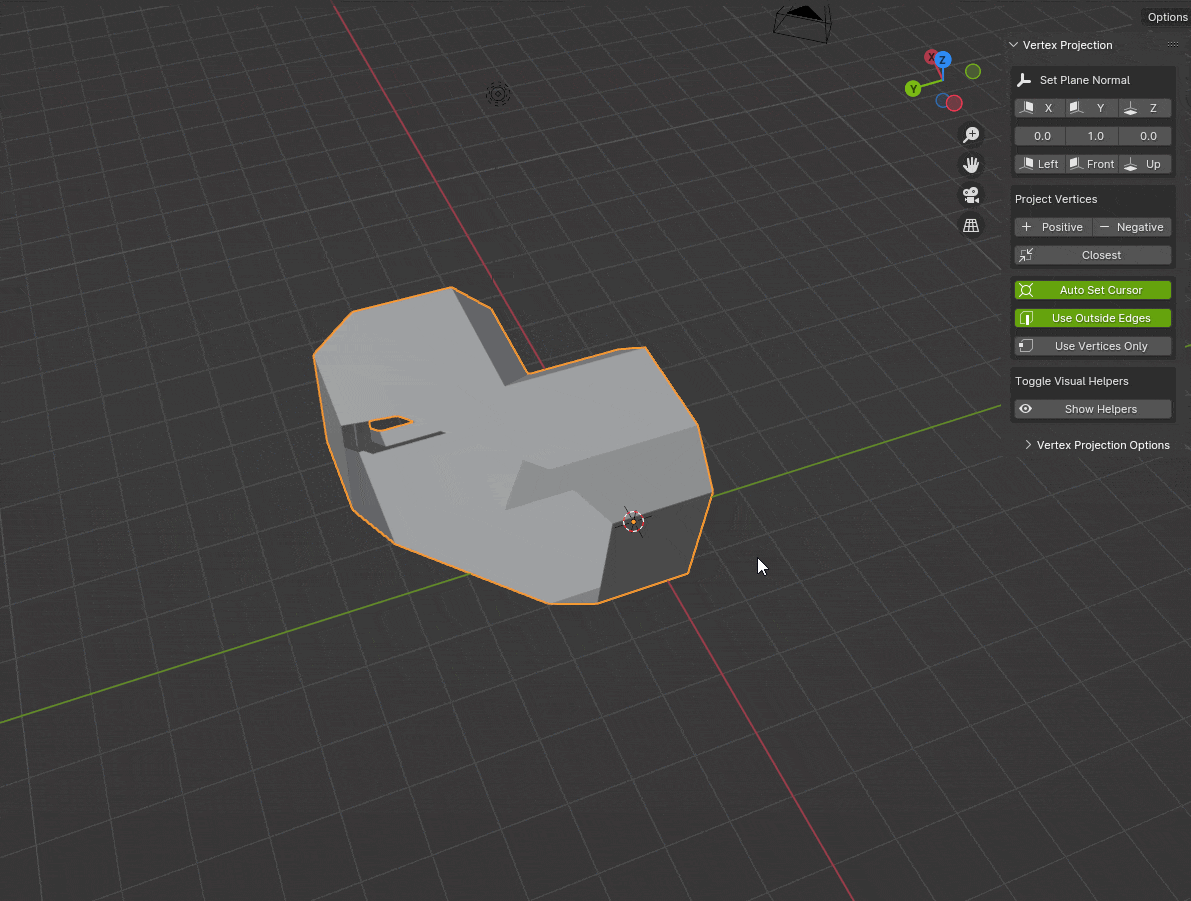 Options
Vertex Projection
X
Z
Y
Set Plane Normal
X Y Z
0.0 1.0 0.0
Left Front Up
Project Vertices
Positive Negative
Closest
Auto Set Cursor
Use Outside Edges
Use Vertices Only
Toggle Visual Helpers
Show Helpers
Vertex Projection Options